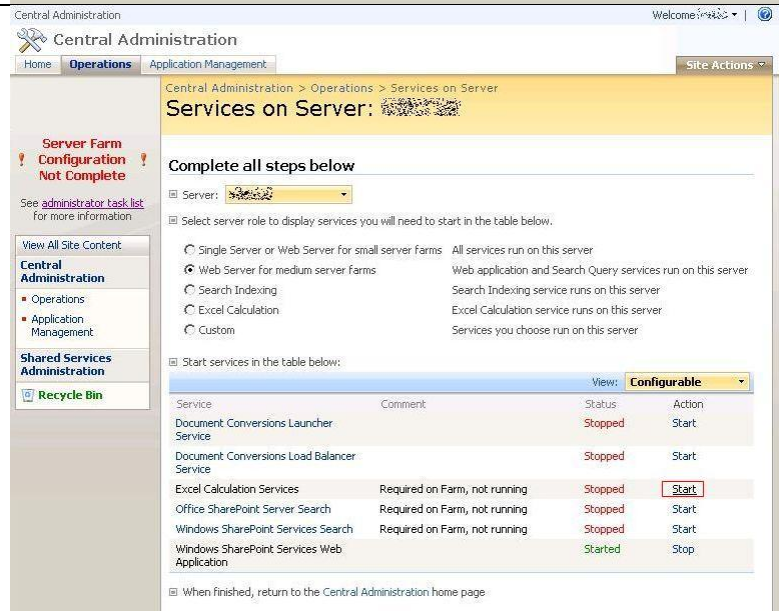 Central Administration
Welcome
Central Administration
Home Operations Application Management
Site Actions
Central Administration > Operations > Services on Server
Services on Server:
Server Farm
! Configuration !
Not Complete
See administrator task list
for more information
View All Site Content
Central
Administration
Operations
Application
Management
Shared Services
Administration
Recycle Bin
Complete all steps below
Server:
Select server role to display services you will need to start in the table below.
Single Server or Web Server for small server farms All services run on this server
Web Server for medium server farms Web application and Search Query services run on this server
Search Indexing Search Indexing service runs on this server
Excel Calculation Excel Calculation service runs on this server
Custom Services you choose run on this server
Start services in the table below:
View: Configurable
Service Comment Status Action
Document Conversions Launcher Stopped Start
Service
Document Conversions Load Balancer Stopped Start
Service
Excel Calculation Services Required on Farm, not running Stopped Start
Office SharePoint Server Search Required on Farm, not running Stopped Start
Windows SharePoint Services Search Required on Farm, not running Stopped Start
Windows SharePoint Services Web Started Stop
Application
When finished, return to the Central Administration home page